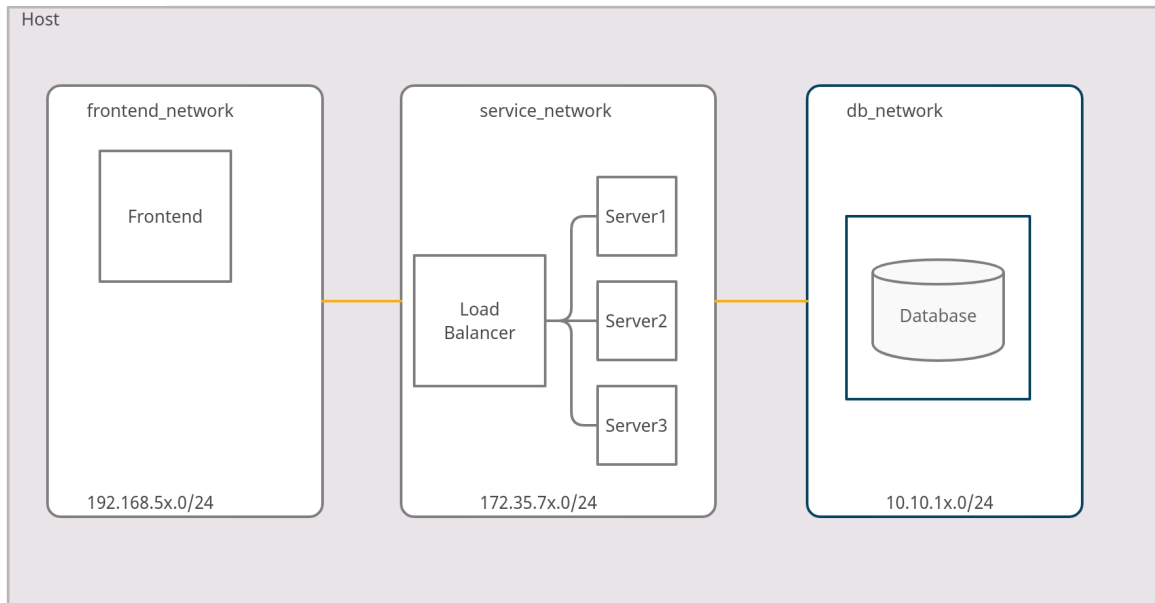 Host
frontend_network
Frontend
192.168.5x.0/24
service_network
Load
Balancer
Server1
Server2
Server3
172.35.7x.0/24
db_network
Database
10.10.1x.0/24